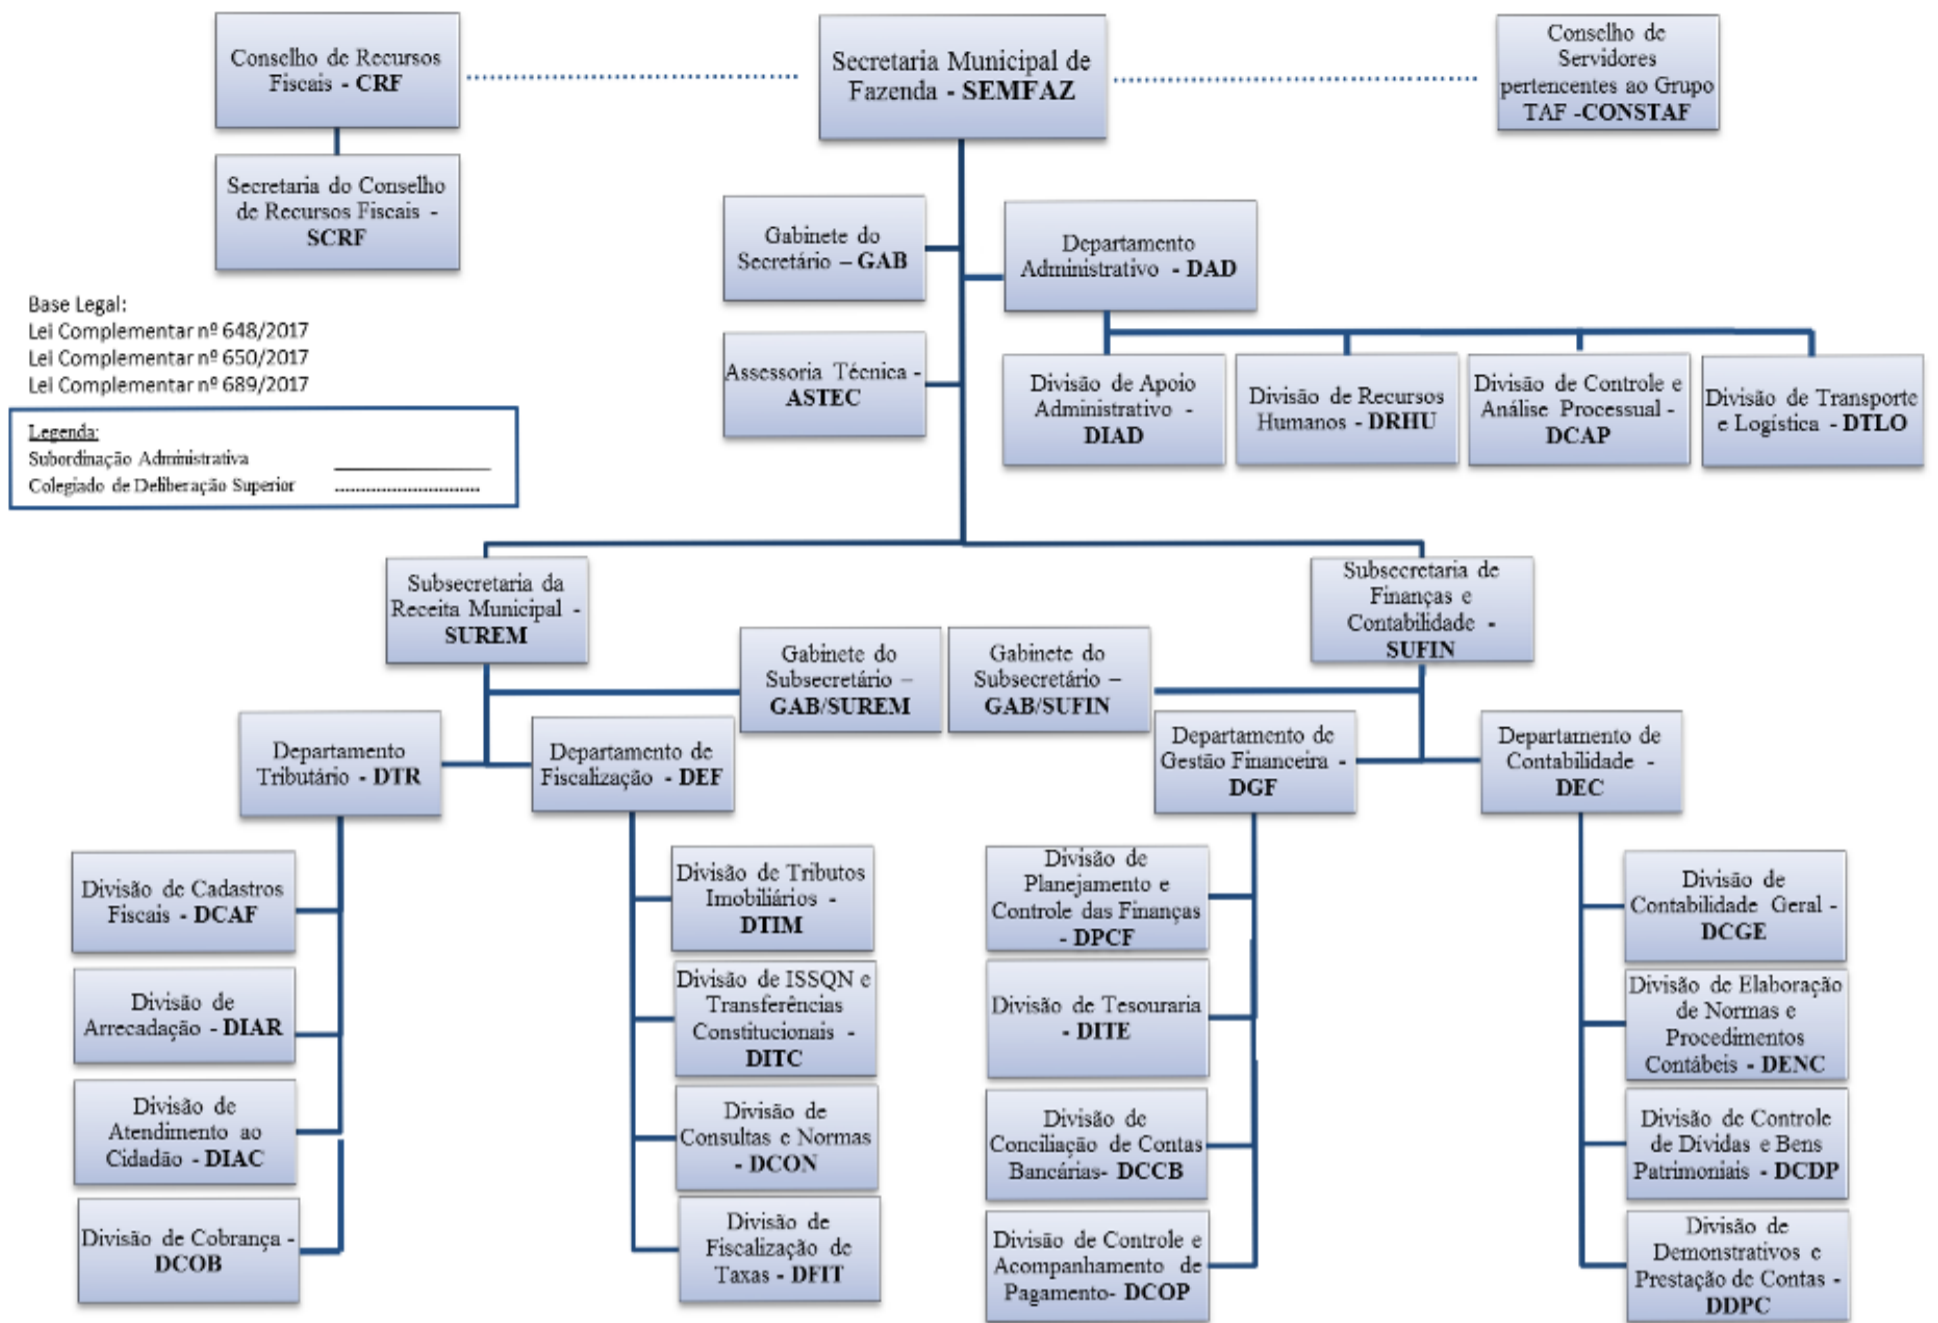 Conselho de Recursos
Fiscais - CRF
Secretaria Municipal de
Fazenda - SEMFAZ
Conselho de
Servidores
pertencentes ao Grupo
TAF -CONSTAF
Secretaria do Conselho
de Recursos Fiscais -
SCRF
Gabinete do
Secretário – GAB
Departamento
Administrativo - DAD
Base Legal:
Lei Complementar nº 648/2017
Lei Complementar nº 650/2017
Lei Complementar nº 689/2017
Assessoria Técnica -
ASTEC
Divisão de Apoio
Administrativo -
DIAD
Divisão de Recursos
Humanos - DRHU
Divisão de Controle e
Análise Processual -
DCAP
Divisão de Transporte
e Logística - DTLO
Legenda:
Subordinação Administrativa
Colegiado de Deliberação Superior
Subsecretaria da
Receita Municipal -
SUREM
Subsecretaria de
Finanças e
Contabilidade -
SUFIN
Gabinete do
Subsecretário –
GAB/SUREM
Gabinete do
Subsecretário –
GAB/SUFIN
Departamento
Tributário - DTR
Departamento de
Fiscalização - DEF
Departamento de
Gestão Financeira -
DGF
Departamento de
Contabilidade -
DEC
Divisão de Cadastros
Fiscais - DCAF
Divisão de
Arrecadação - DIAR
Divisão de
Atendimento ao
Cidadão - DIAC
Divisão de Cobrança -
DCOB
Divisão de Tributos
Imobiliários -
DTIM
Divisão de ISSQN e
Transferências
Constitucionais -
DITC
Divisão de
Consultas e Normas
- DCON
Divisão de
Fiscalização de
Taxas - DFIT
Divisão de
Planejamento e
Controle das Finanças
- DPCF
Divisão de Tesouraria
- DITE
Divisão de
Conciliação de Contas
Bancárias- DCCB
Divisão de Controle e
Acompanhamento de
Pagamento- DCOP
Divisão de
Contabilidade Geral -
DCGE
Divisão de Elaboração
de Normas e
Procedimentos
Contábeis - DENC
Divisão de Controle
de Dívidas e Bens
Patrimoniais - DCDP
Divisão de
Demonstrativos e
Prestação de Contas -
DDPC